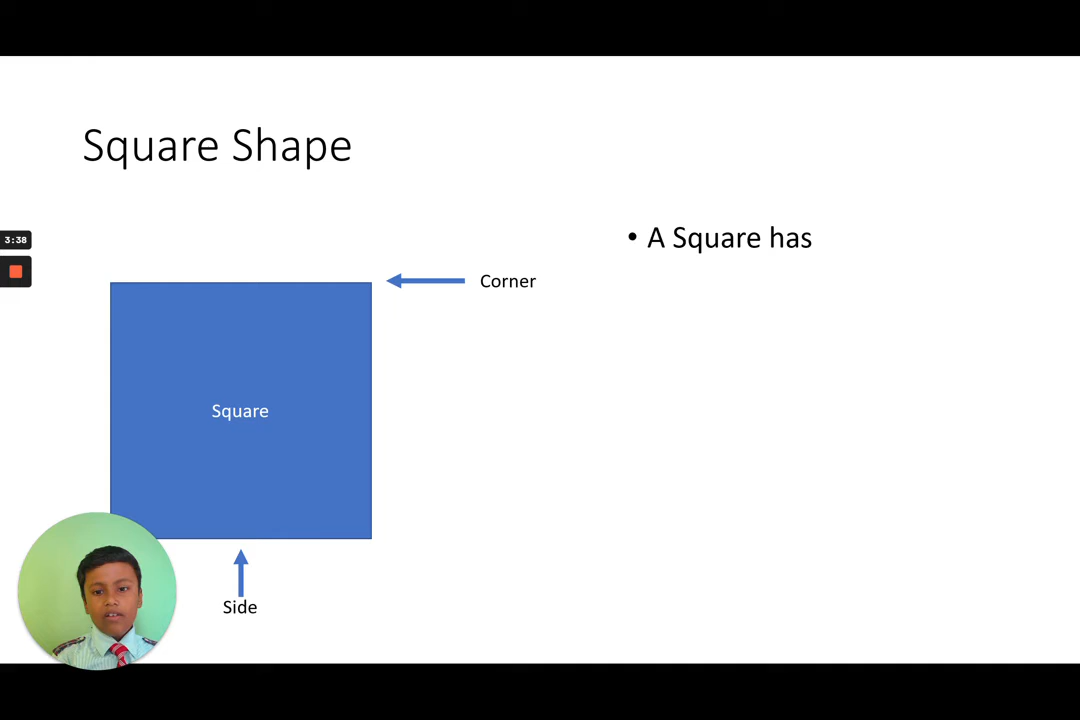 Square Shape
• A Square has
3:38
Corner
Square
Side